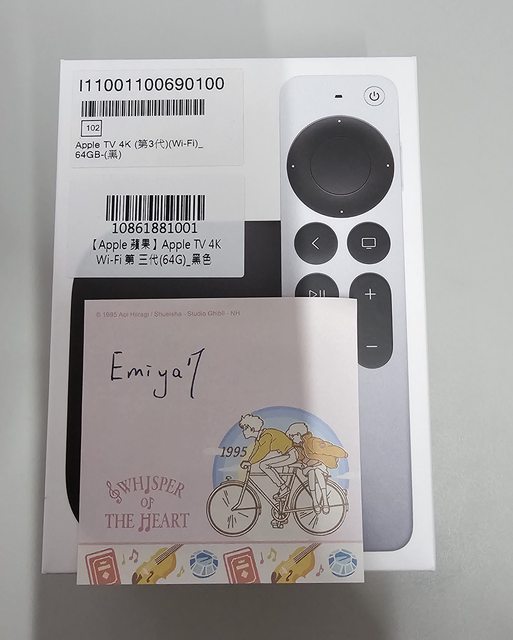 I11001100690100
102
Apple TV 4K (第3代)(Wi-Fi)_
64GB-(黑)
10861881001
【Apple 蘋果】Apple TV 4K
Wi-Fi 第 三代(64G)_黑色
© 1995 Aoi Hiiragi / Shueisha - Studio Ghibli - NH
Emiya
1995
WHISPER
OF
THE HEART